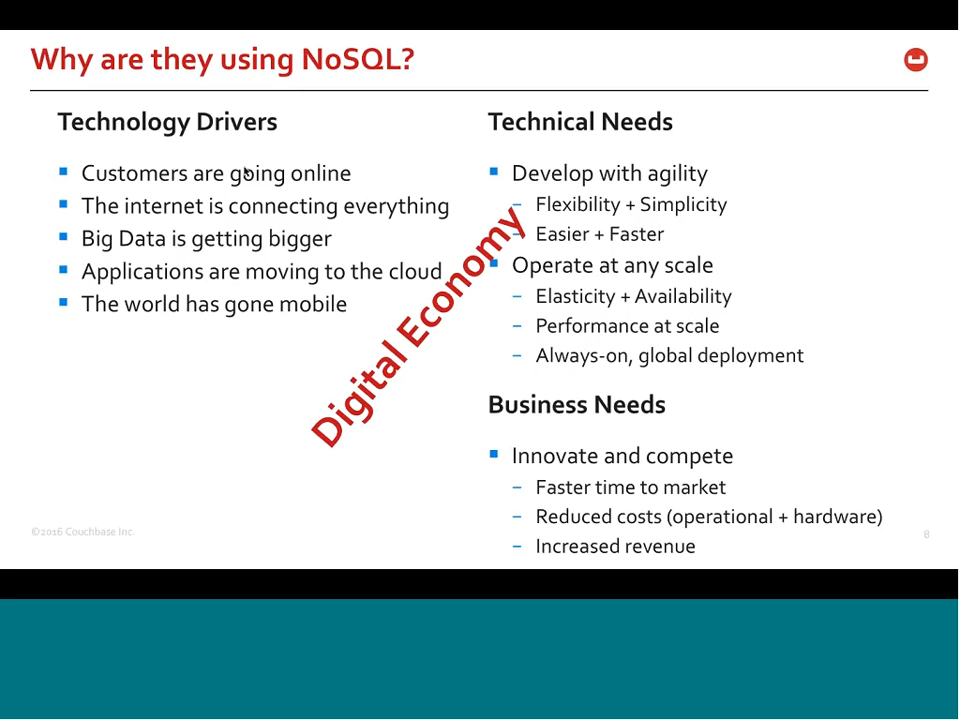 Why are they using NoSQL?
Technology Drivers
Customers are going online
The internet is connecting everything
Big Data is getting bigger
Applications are moving to the cloud
The world has gone mobile
Digital Economy
Technical Needs
Develop with agility
– Flexibility + Simplicity
– Easier + Faster
Operate at any scale
– Elasticity + Availability
– Performance at scale
– Always-on, global deployment
Business Needs
Innovate and compete
– Faster time to market
– Reduced costs (operational + hardware)
– Increased revenue
©2016 Couchbase Inc.
8